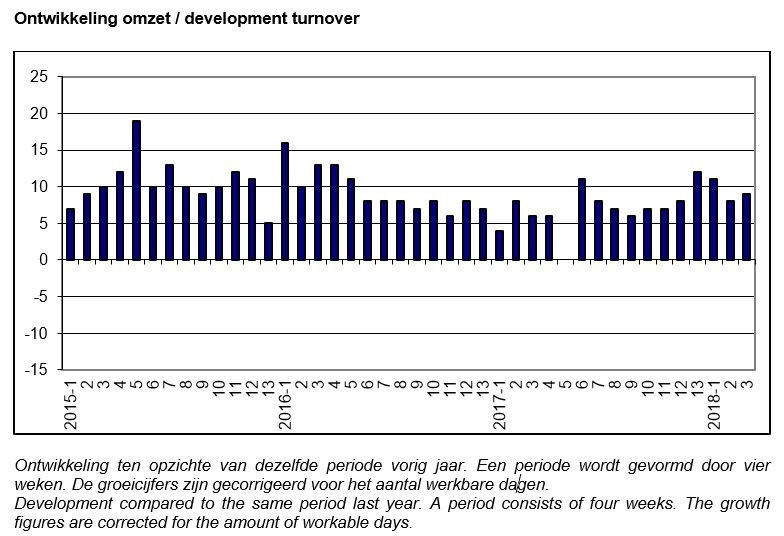 Ontwikkeling omzet / development turnover
25
20
15
10
5
0
-5
-10
-15
2015-1 2 3 4 5 6 7 8 9 10 11 12 13 2016-1 2 3 4 5 6 7 8 9 10 11 12 13 2017-1 2 3 4 5 6 7 8 9 10 11 12 13 2018-1 2 3
Ontwikkeling ten opzichte van dezelfde periode vorig jaar. Een periode wordt gevormd door vier
weken. De groeicijfers zijn gecorrigeerd voor het aantal werkbare dagen.
Development compared to the same period last year. A period consists of four weeks. The growth
figures are corrected for the amount of workable days.